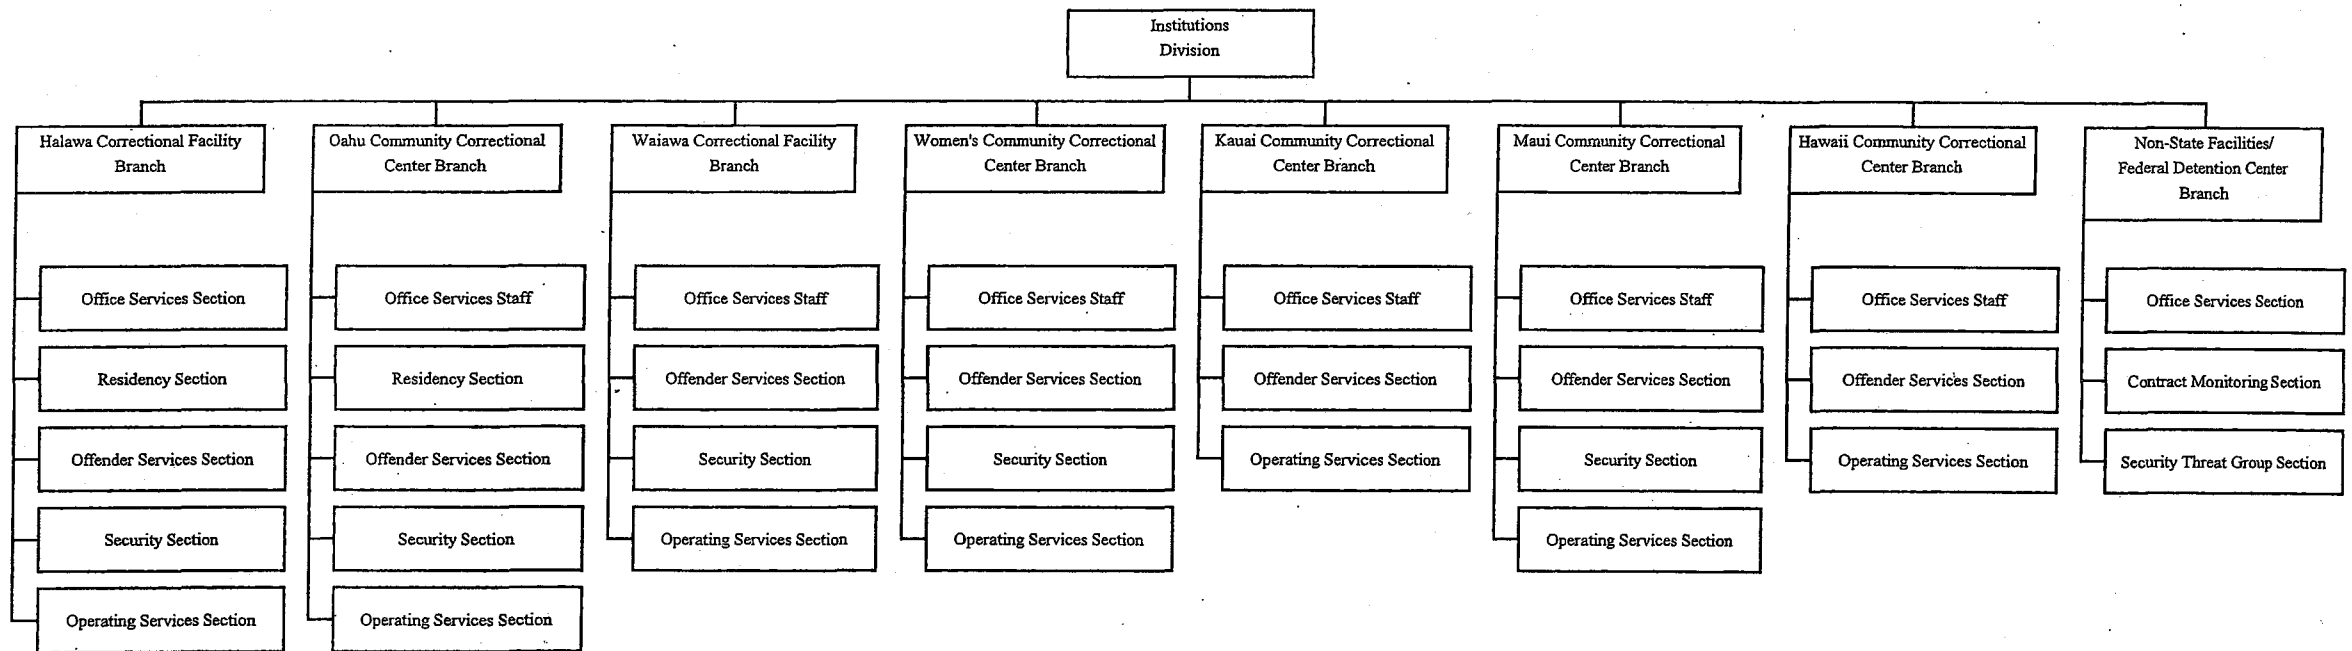 Institutions
Division
Halawa Correctional Facility
Branch
Office Services Section
Residency Section
Offender Services Section
Security Section
Operating Services Section
Oahu Community Correctional
Center Branch
Office Services Staff
Residency Section
Offender Services Section
Security Section
Operating Services Section
Waiawa Correctional Facility
Branch
Office Services Staff
Offender Services Section
Security Section
Operating Services Section
Women's Community Correctional
Center Branch
Office Services Staff
Offender Services Section
Security Section
Operating Services Section
Kauai Community Correctional
Center Branch
Office Services Staff
Offender Services Section
Operating Services Section
Maui Community Correctional
Center Branch
Office Services Staff
Offender Services Section
Security Section
Operating Services Section
Hawaii Community Correctional
Center Branch
Office Services Staff
Offender Services Section
Operating Services Section
Non-State Facilities/
Federal Detention Center
Branch
Office Services Section
Contract Monitoring Section
Security Threat Group Section